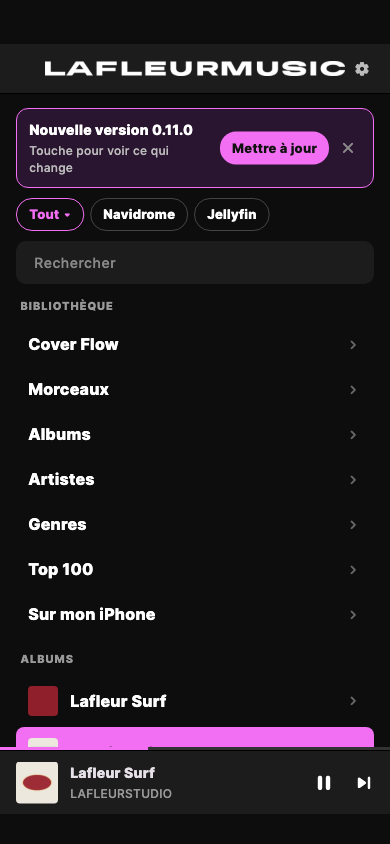 LAFLEURMUSIC
Nouvelle version 0.11.0
Touche pour voir ce qui
change
Mettre à jour
Tout
Navidrome
Jellyfin
Rechercher
BIBLIOTHÈQUE
Cover Flow
Morceaux
Albums
Artistes
Genres
Top 100
Sur mon iPhone
ALBUMS
Lafleur Surf
Lafleur Surf
LAFLEURSTUDIO